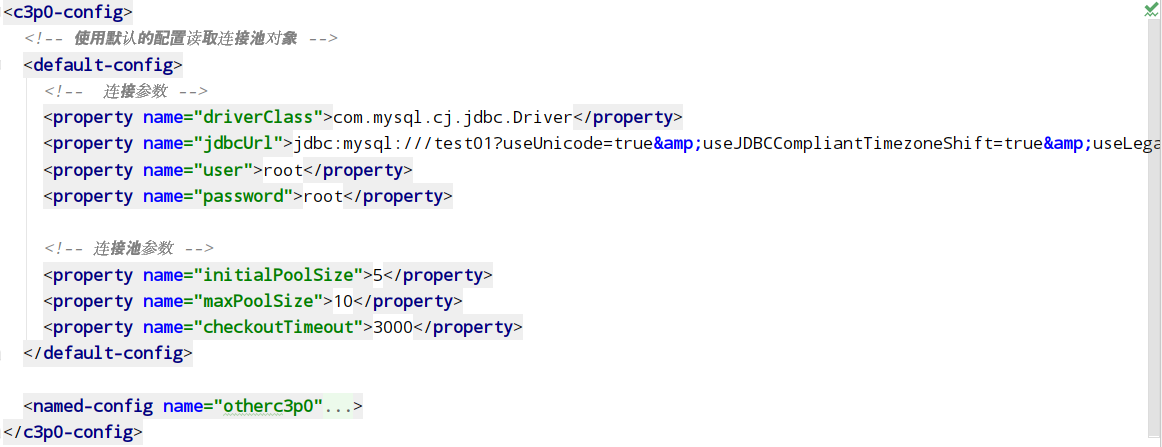 <c3p0-config>
<!-- 使用默认的配置读取连接池对象 -->
<default-config>
<!--  连接参数 -->
<property name="driverClass">com.mysql.cj.jdbc.Driver</property>
<property name="jdbcUrl">jdbc:mysql:///test01?useUnicode=true&amp;useJDBCCompliantTimezoneShift=true&amp;useLega
<property name="user">root</property>
<property name="password">root</property>
<!-- 连接池参数 -->
<property name="initialPoolSize">5</property>
<property name="maxPoolSize">10</property>
<property name="checkoutTimeout">3000</property>
</default-config>
<named-config name="otherc3p0"...>
</c3p0-config>